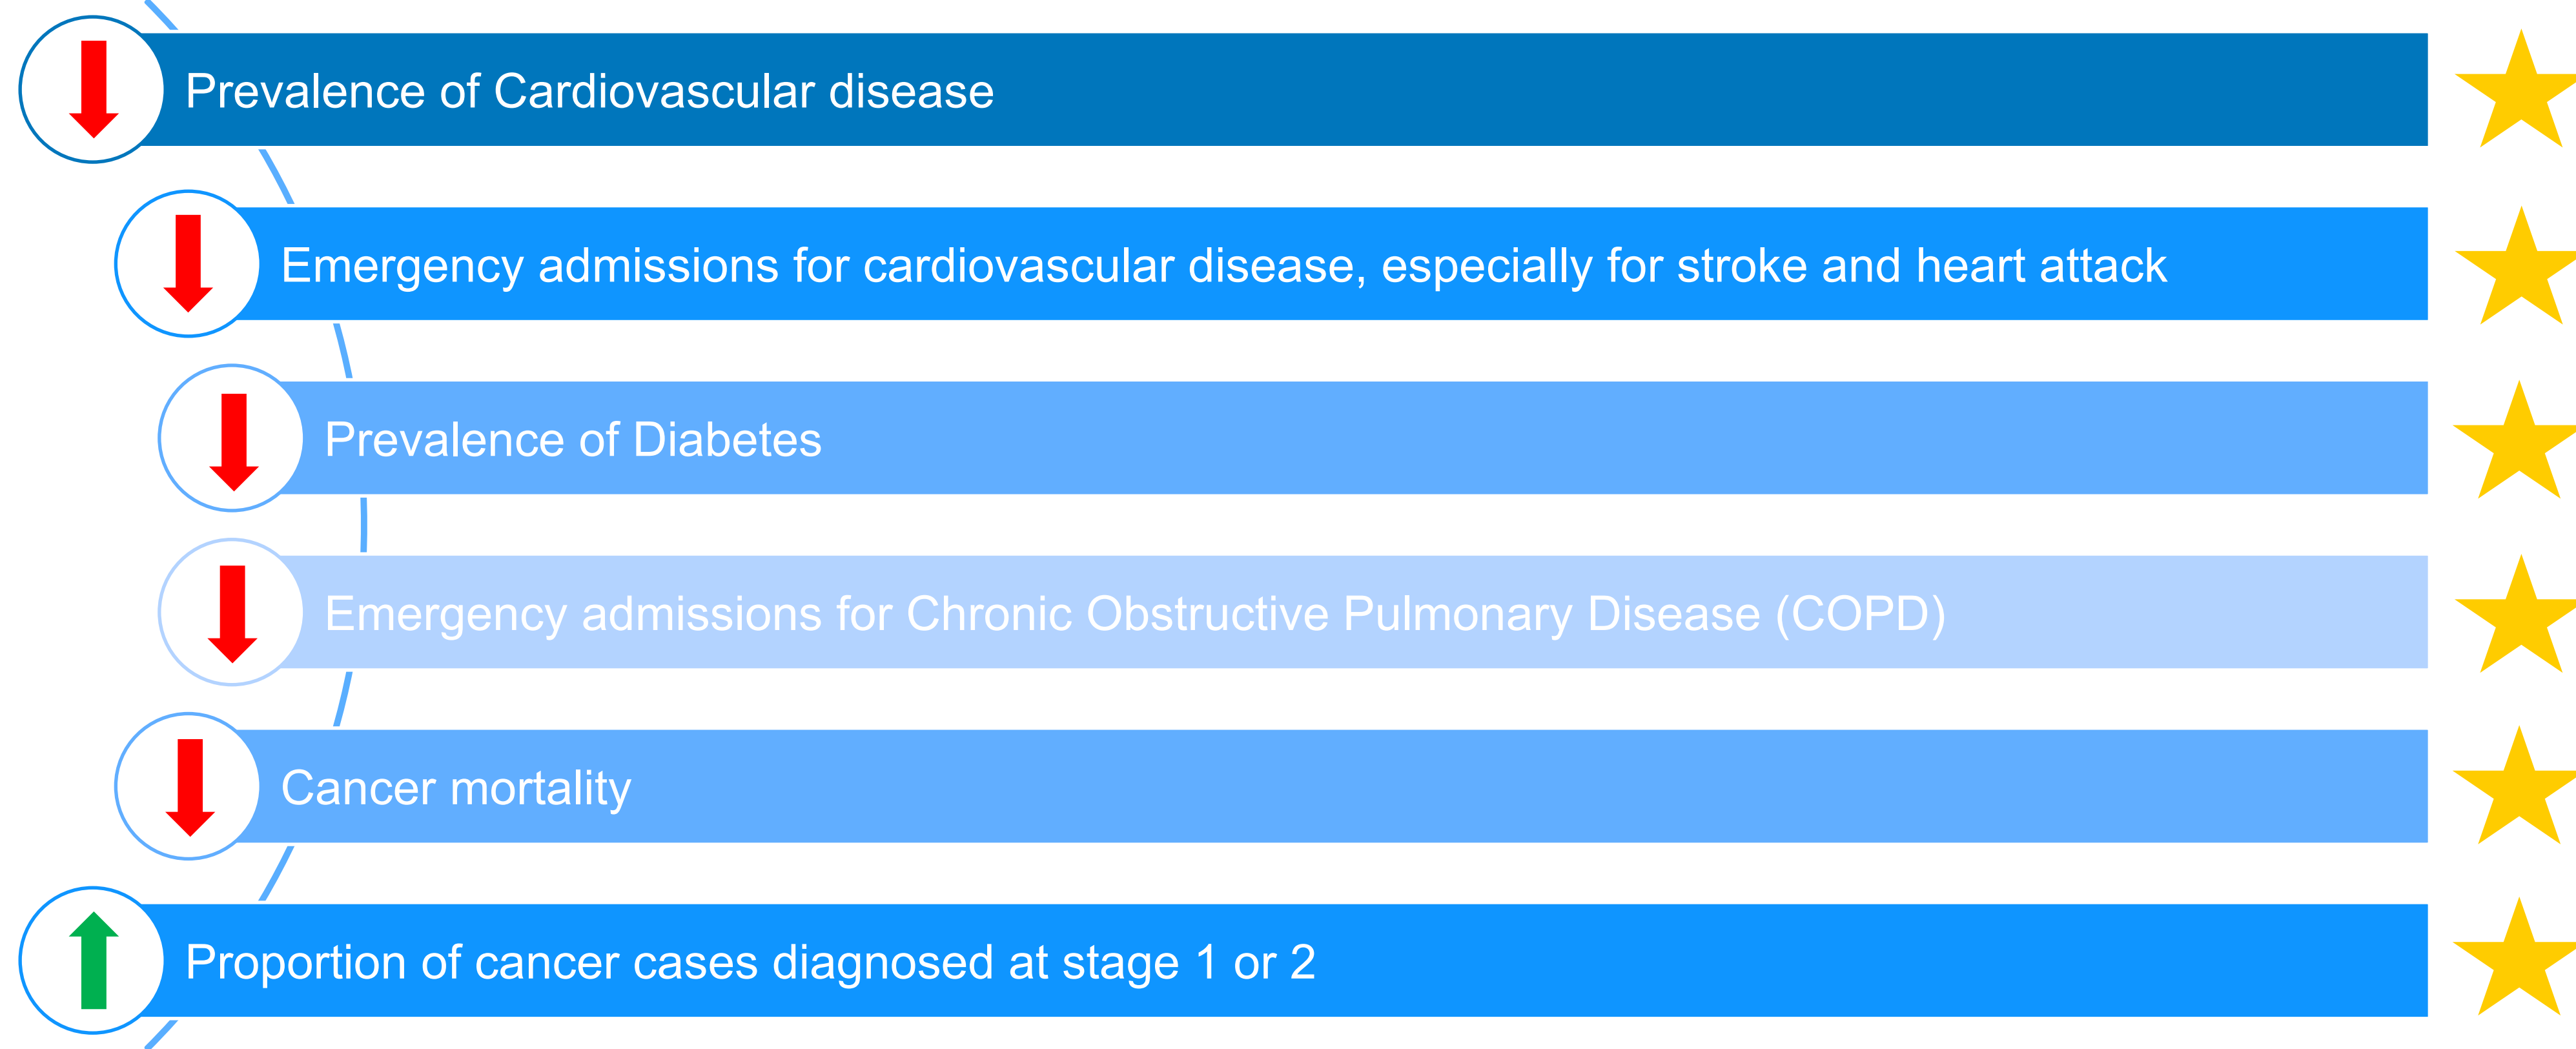 Prevalence of Cardiovascular disease
Emergency admissions for cardiovascular disease, especially for stroke and heart attack
Prevalence of Diabetes
Emergency admissions for Chronic Obstructive Pulmonary Disease (COPD)
Cancer mortality
Proportion of cancer cases diagnosed at stage 1 or 2